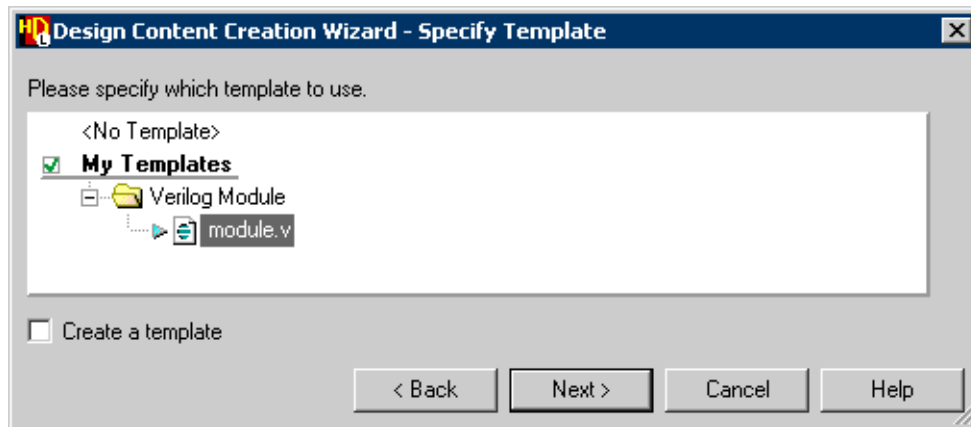 HDL Design Content Creation Wizard - Specify Template
Please specify which template to use.
<No Template>
My Templates
Verilog Module
module.v
Create a template
< Back Next > Cancel Help